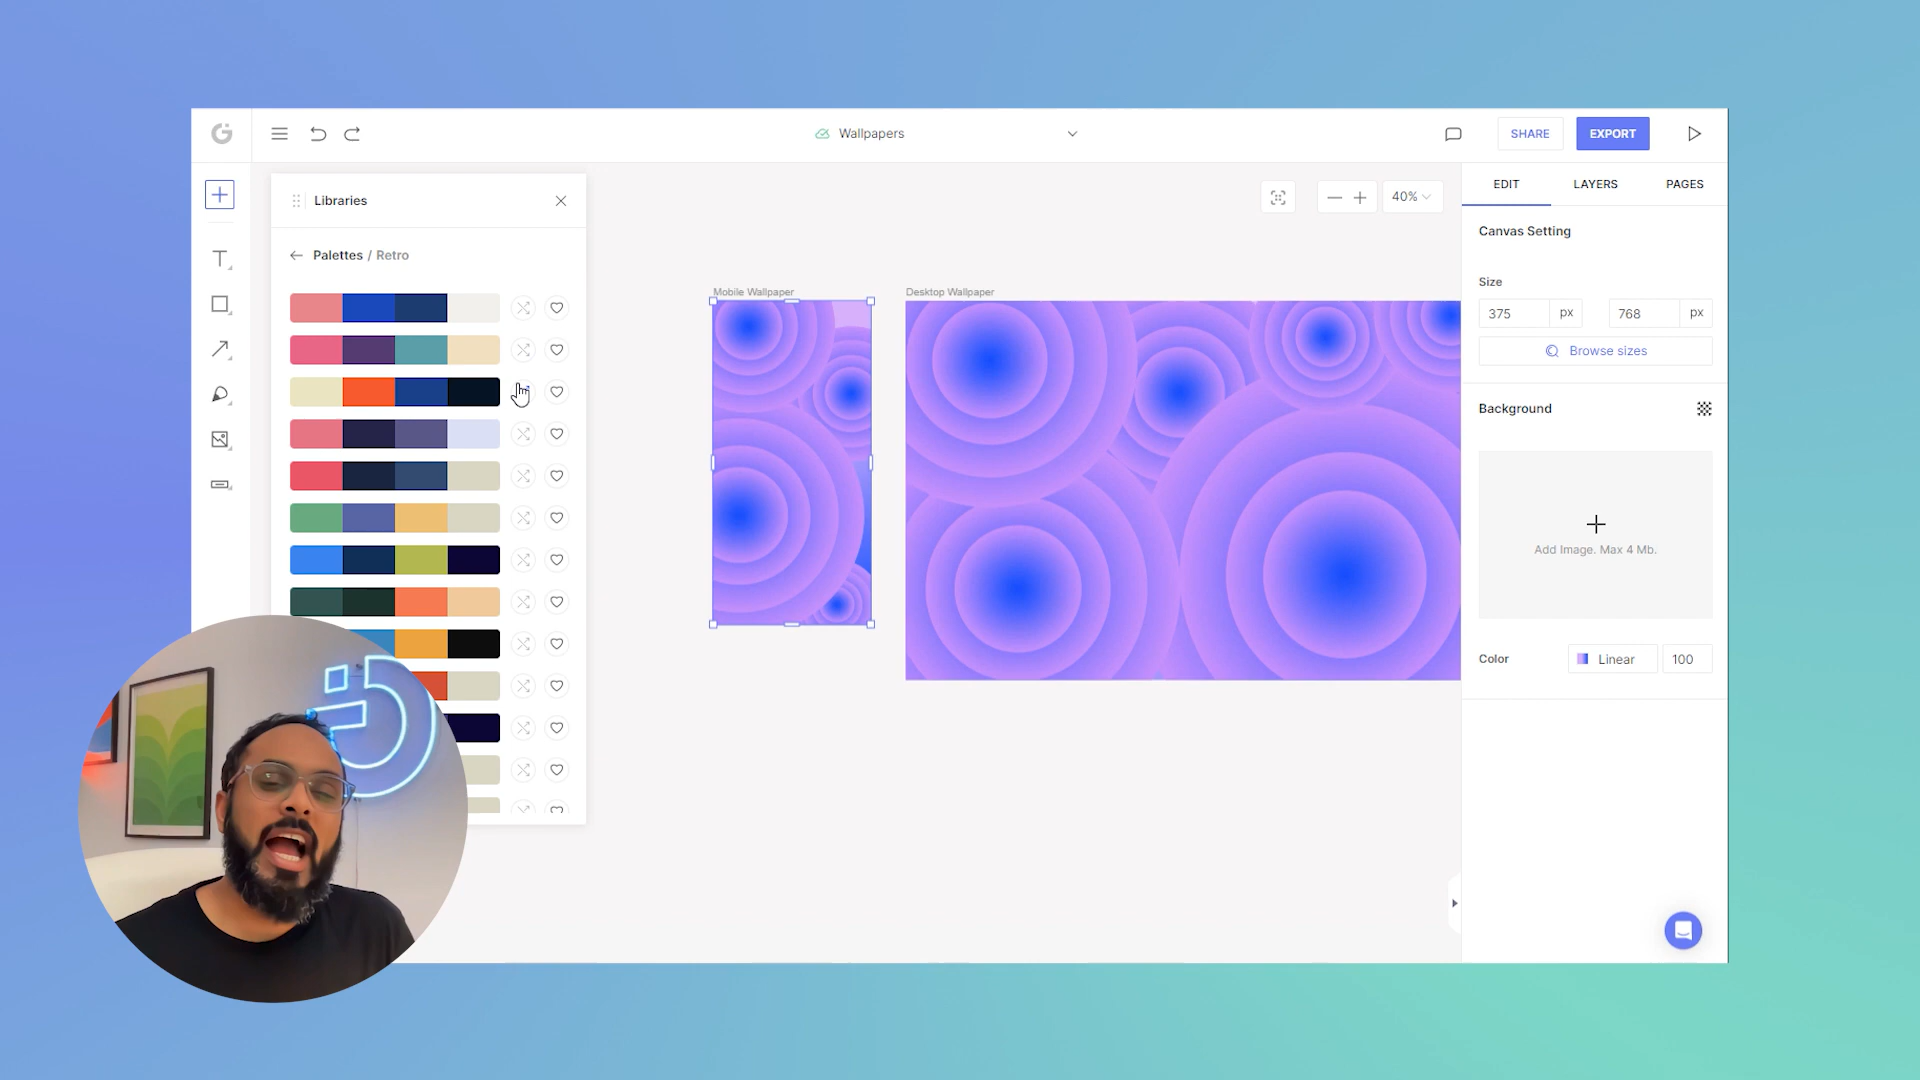 Wallpapers
SHARE
EXPORT
Libraries
Palettes / Retro
40%
EDIT
LAYERS
PAGES
Canvas Setting
Size
375 px
768 px
Browse sizes
Background
Add Image. Max 4 Mb.
Color
Linear
100
Mobile Wallpaper
Desktop Wallpaper